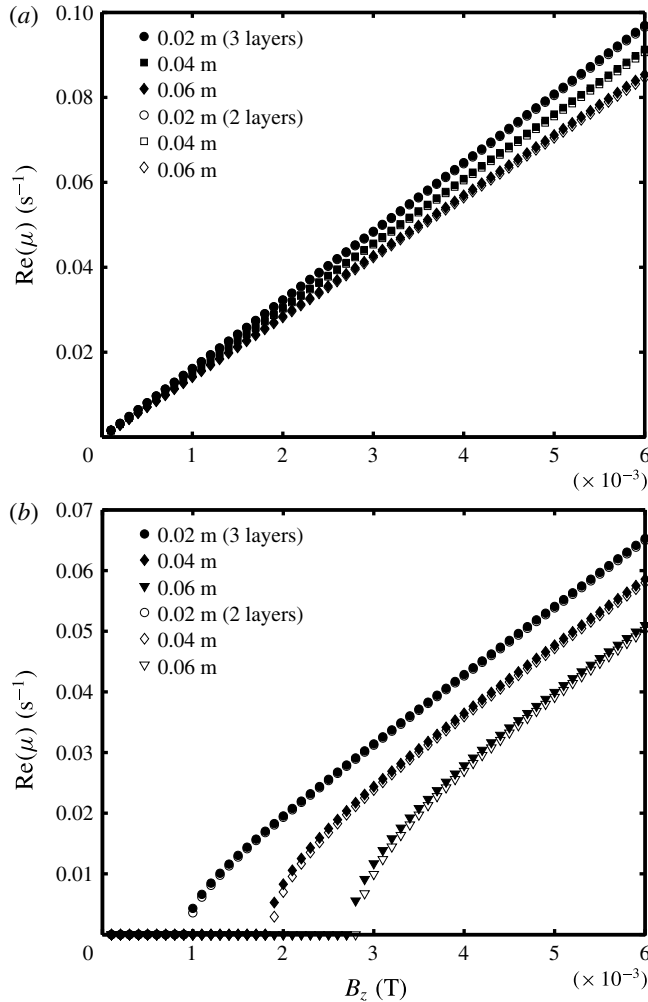 (a)
0.10
0.08
0.06
0.04
0.02
Re(μ) (s⁻¹)
0.02 m (3 layers)
0.04 m
0.06 m
0.02 m (2 layers)
0.04 m
0.06 m
0 1 2 3 4 5 6
(× 10⁻³)
(b)
0.07
0.06
0.05
0.04
0.03
0.02
0.01
Re(μ) (s⁻¹)
0.02 m (3 layers)
0.04 m
0.06 m
0.02 m (2 layers)
0.04 m
0.06 m
0 1 2 3 4 5 6
B_z (T)
(× 10⁻³)